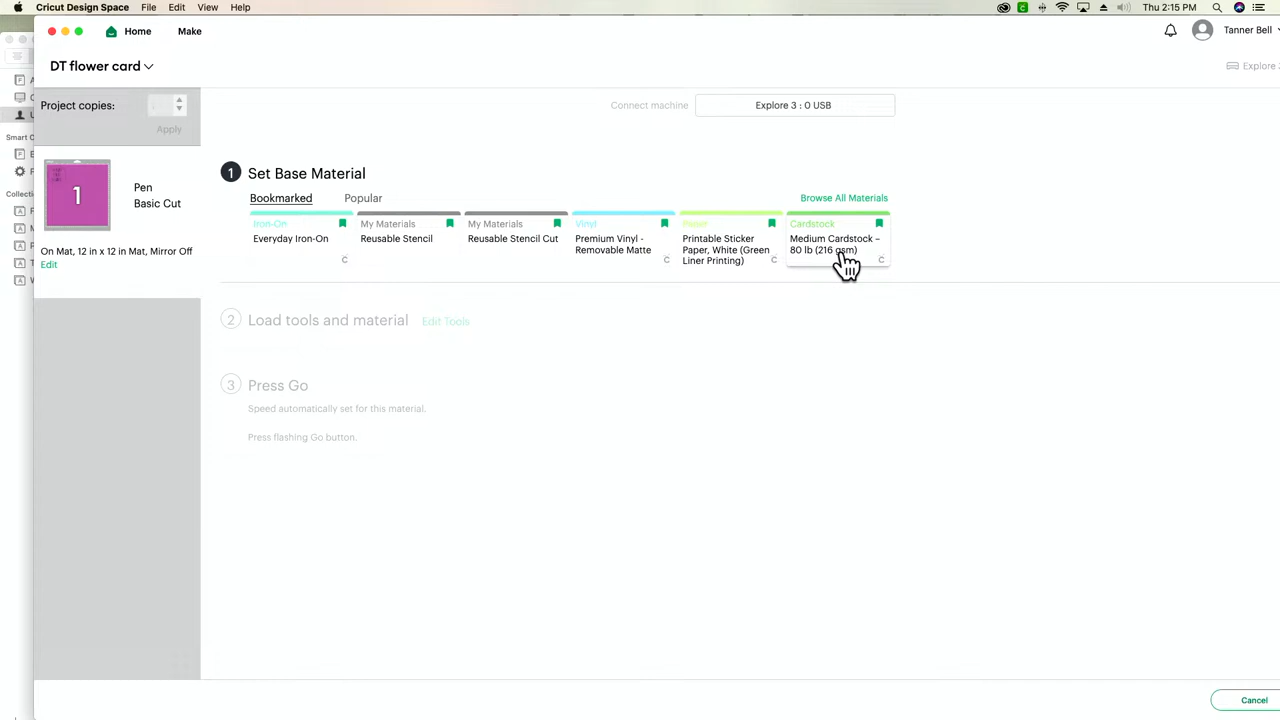 Cricut Design Space File Edit View Help Thu 2:15 PM
Home Make Tanner Bell
DT flower card Explore 3
Project copies: Connect machine Explore 3 : 0 USB
Apply
1
Pen
Basic Cut
On Mat, 12 in x 12 in Mat, Mirror Off
Edit
1 Set Base Material
Bookmarked Popular Browse All Materials
Iron-On
Everyday Iron-On
My Materials
Reusable Stencil
My Materials
Reusable Stencil Cut
Vinyl
Premium Vinyl -
Removable Matte
Paper
Printable Sticker
Paper, White (Green
Liner Printing)
Cardstock
Medium Cardstock –
80 lb (216 gsm)
2 Load tools and material Edit Tools
3 Press Go
Speed automatically set for this material.
Press flashing Go button.
Cancel
Smart C
Collecti